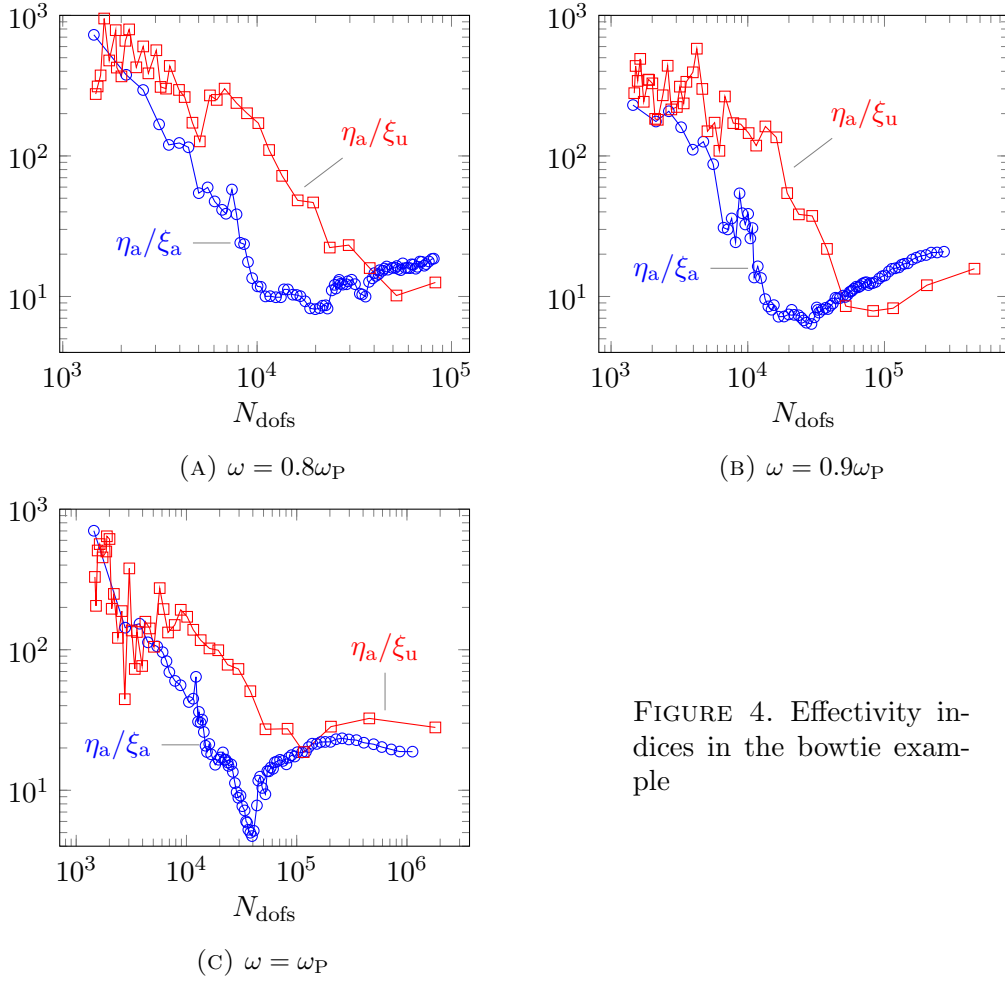 10^3
10^2
10^1
η_a/ξ_u
η_a/ξ_a
10^3 10^4 10^5
N_dofs
(A) ω = 0.8ω_P
10^3
10^2
10^1
η_a/ξ_u
η_a/ξ_a
10^3 10^4 10^5
N_dofs
(B) ω = 0.9ω_P
10^3
10^2
10^1
η_a/ξ_u
η_a/ξ_a
10^3 10^4 10^5 10^6
N_dofs
(C) ω = ω_P
FIGURE 4. Effectivity in-
dices in the bowtie exam-
ple